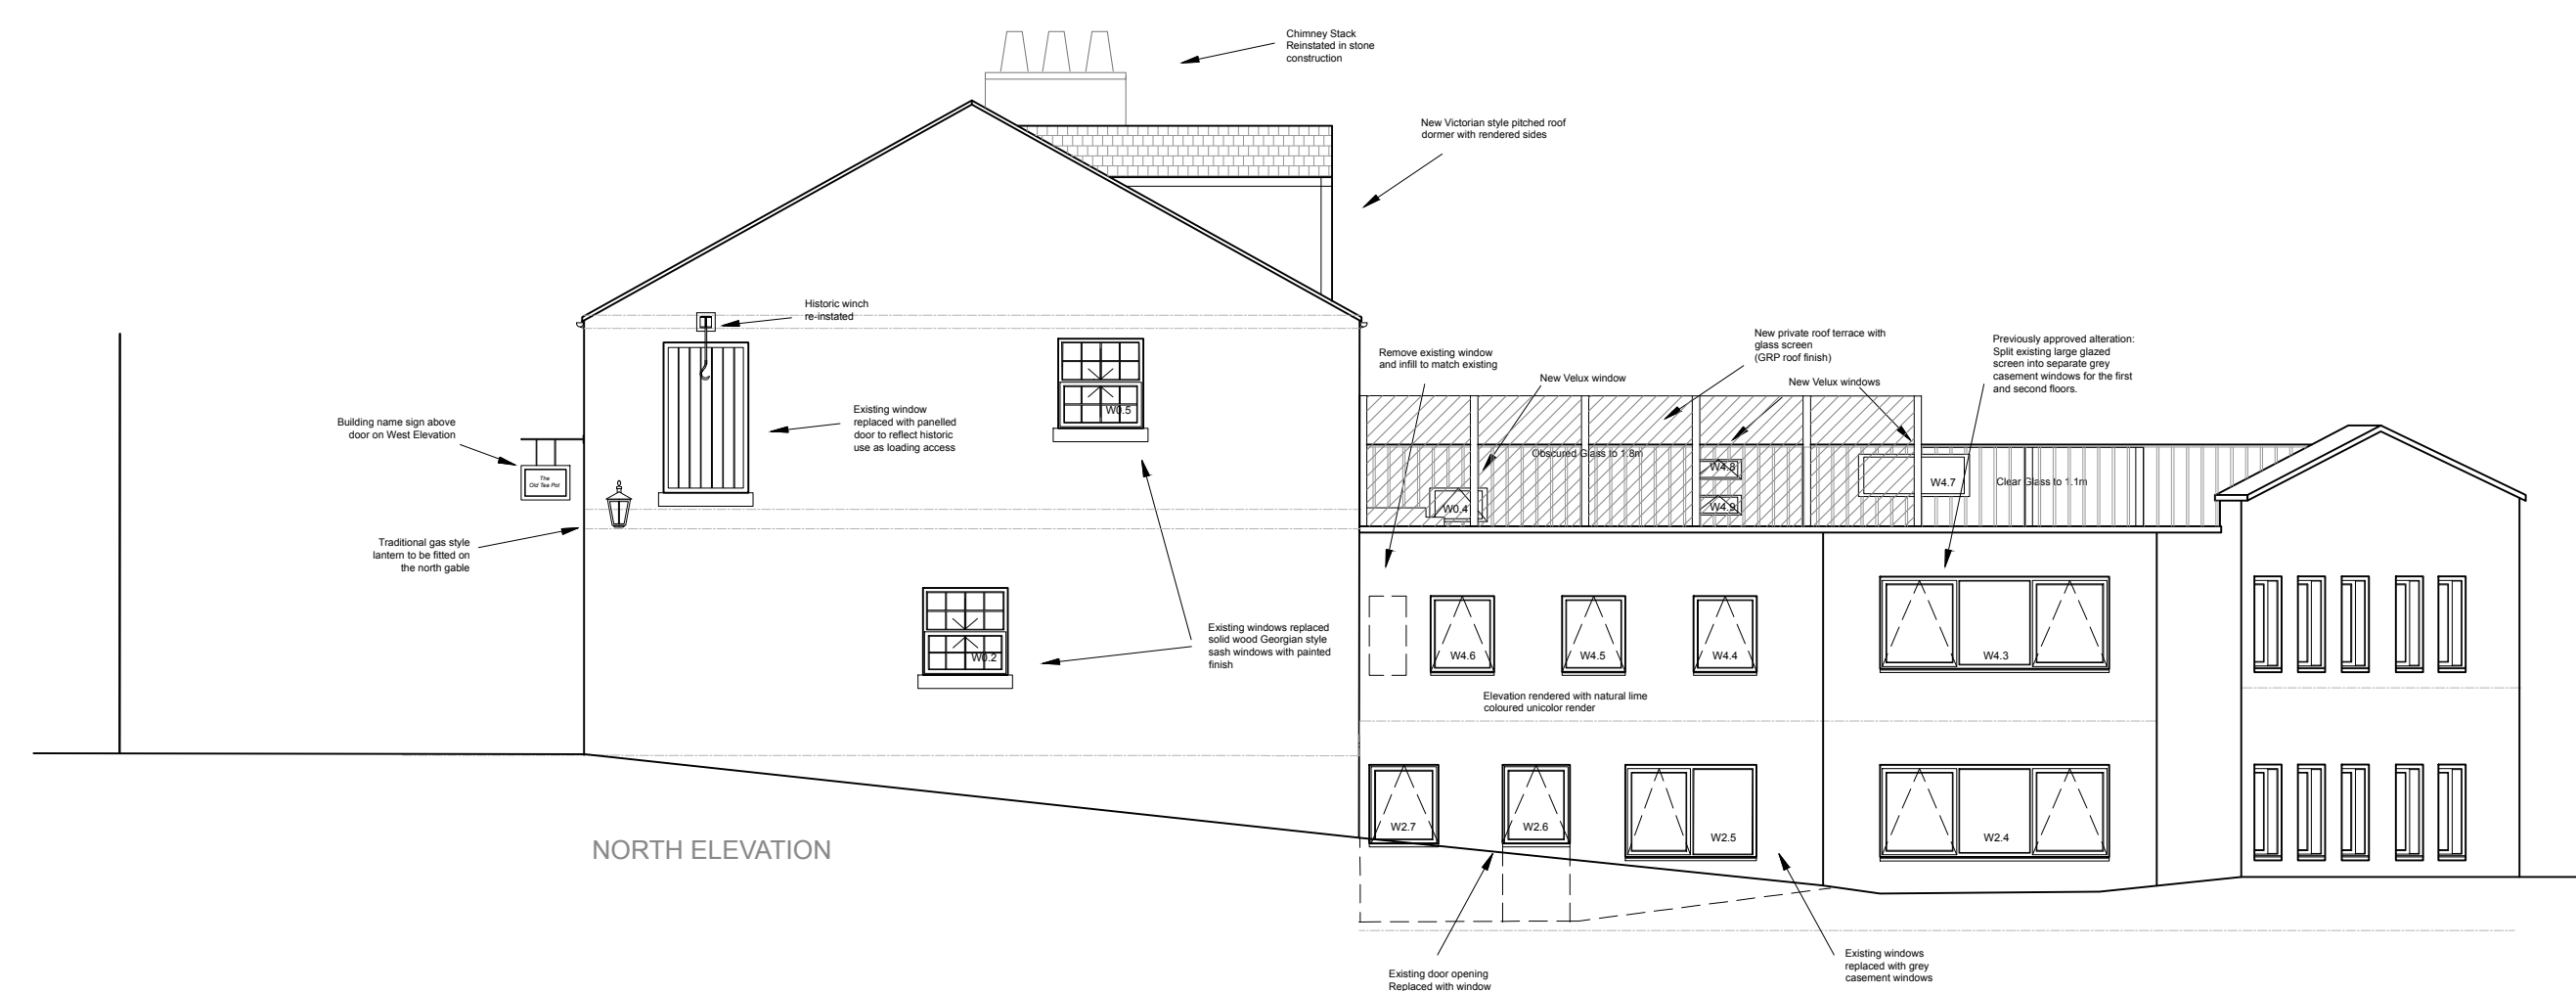 Chimney Stack
Reinstated in stone
construction
New Victorian style pitched roof
dormer with rendered sides
Historic winch
re-instated
New private roof terrace with
glass screen
(GRP roof finish)
Previously approved alteration:
Split existing large glazed
screen into separate grey
casement windows for the first
and second floors.
Remove existing window
and infill to match existing
New Velux window
New Velux windows
Building name sign above
door on West Elevation
Existing window
replaced with panelled
door to reflect historic
use as loading access
W0.5
Obscured Glass to 1.8m
W4.8
W4.7
Clear Glass to 1.1m
The
Old Tea Pot
W0.4
W4.9
Traditional gas style
lantern to be fitted on
the north gable
Existing windows replaced
solid wood Georgian style
sash windows with painted
finish
W0.2
W4.6
W4.5
W4.4
W4.3
Elevation rendered with natural lime
coloured unicolor render
NORTH ELEVATION
W2.7
W2.6
W2.5
W2.4
Existing door opening
Replaced with window
Existing windows
replaced with grey
casement windows